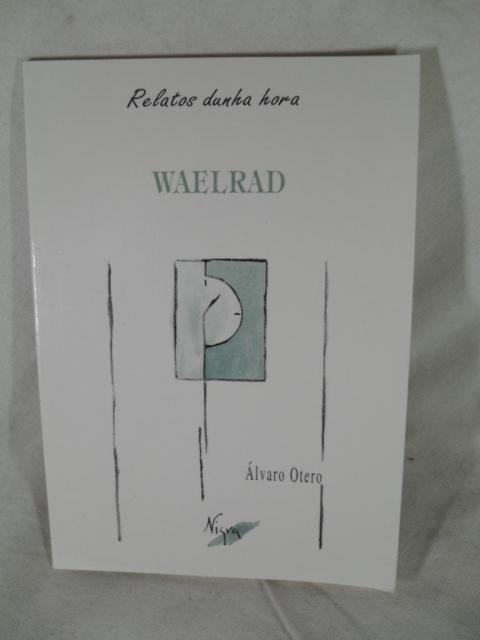 Relatos dunha hora
WAELRAD
Álvaro Otero
Nigra